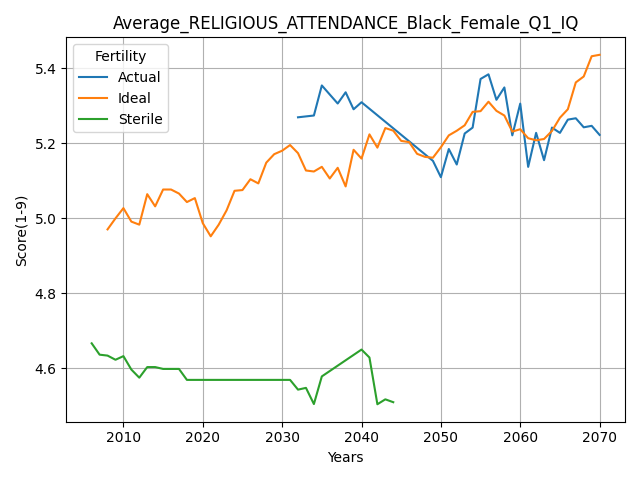 Average_RELIGIOUS_ATTENDANCE_Black_Female_Q1_IQ
Fertility
Actual
Ideal
Sterile
Score(1-9)
5.4
5.2
5.0
4.8
4.6
2010 2020 2030 2040 2050 2060 2070
Years